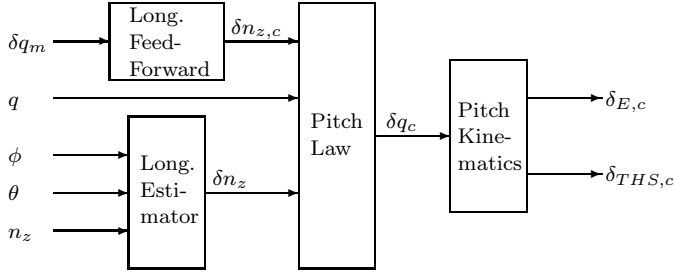 δq_m
Long.
Feed-
Forward
δn_{z,c}
q
ϕ
θ
n_z
Long.
Esti-
mator
δn_z
Pitch
Law
δq_c
Pitch
Kine-
matics
δ_{E,c}
δ_{THS,c}